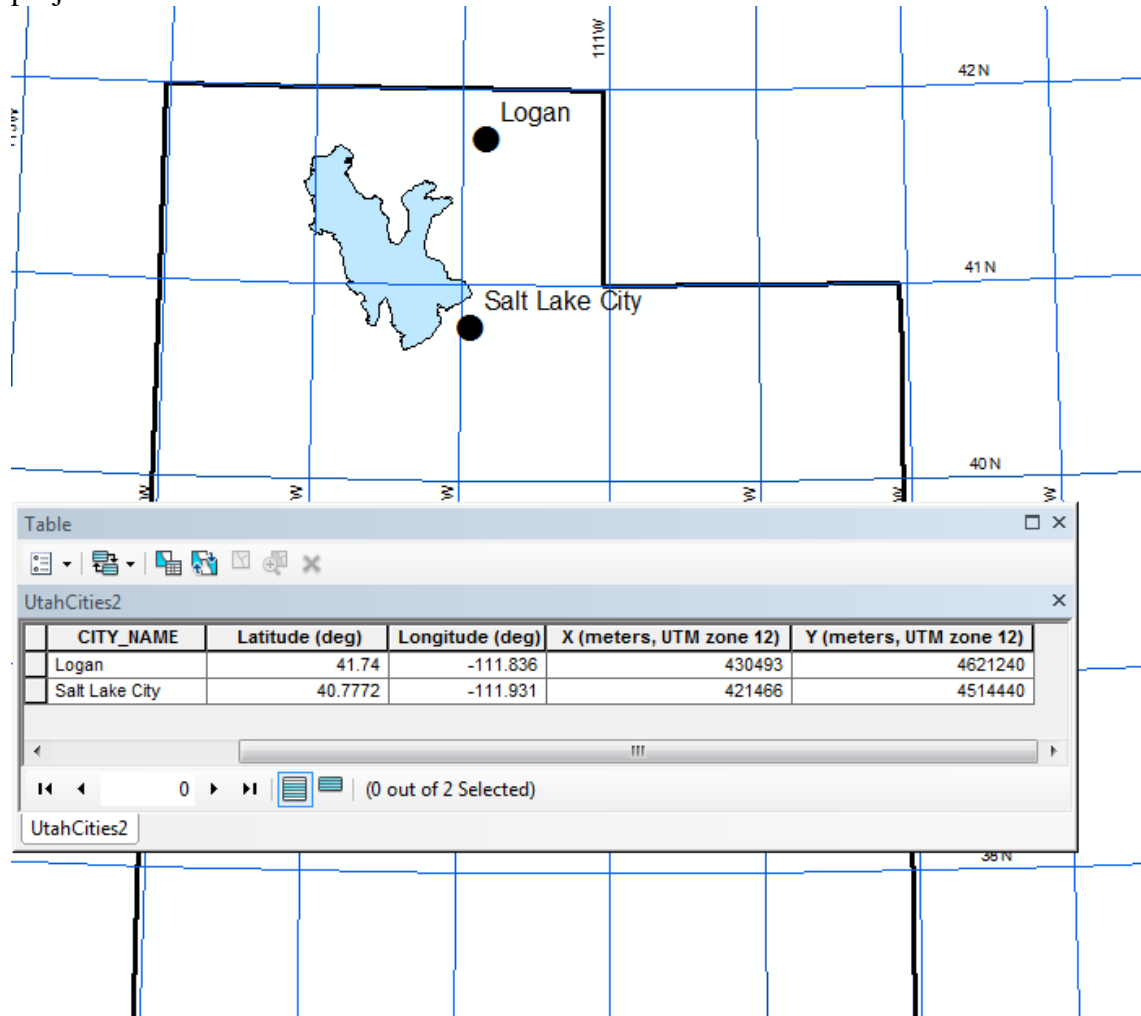 111W
42 N
Logan
41 N
Salt Lake City
40 N
W
W
W
W
W
W
Table
UtahCities2
CITY_NAME Latitude (deg) Longitude (deg) X (meters, UTM zone 12) Y (meters, UTM zone 12)
Logan 41.74 -111.836 430493 4621240
Salt Lake City 40.7772 -111.931 421466 4514440
0 (0 out of 2 Selected)
UtahCities2
38 N